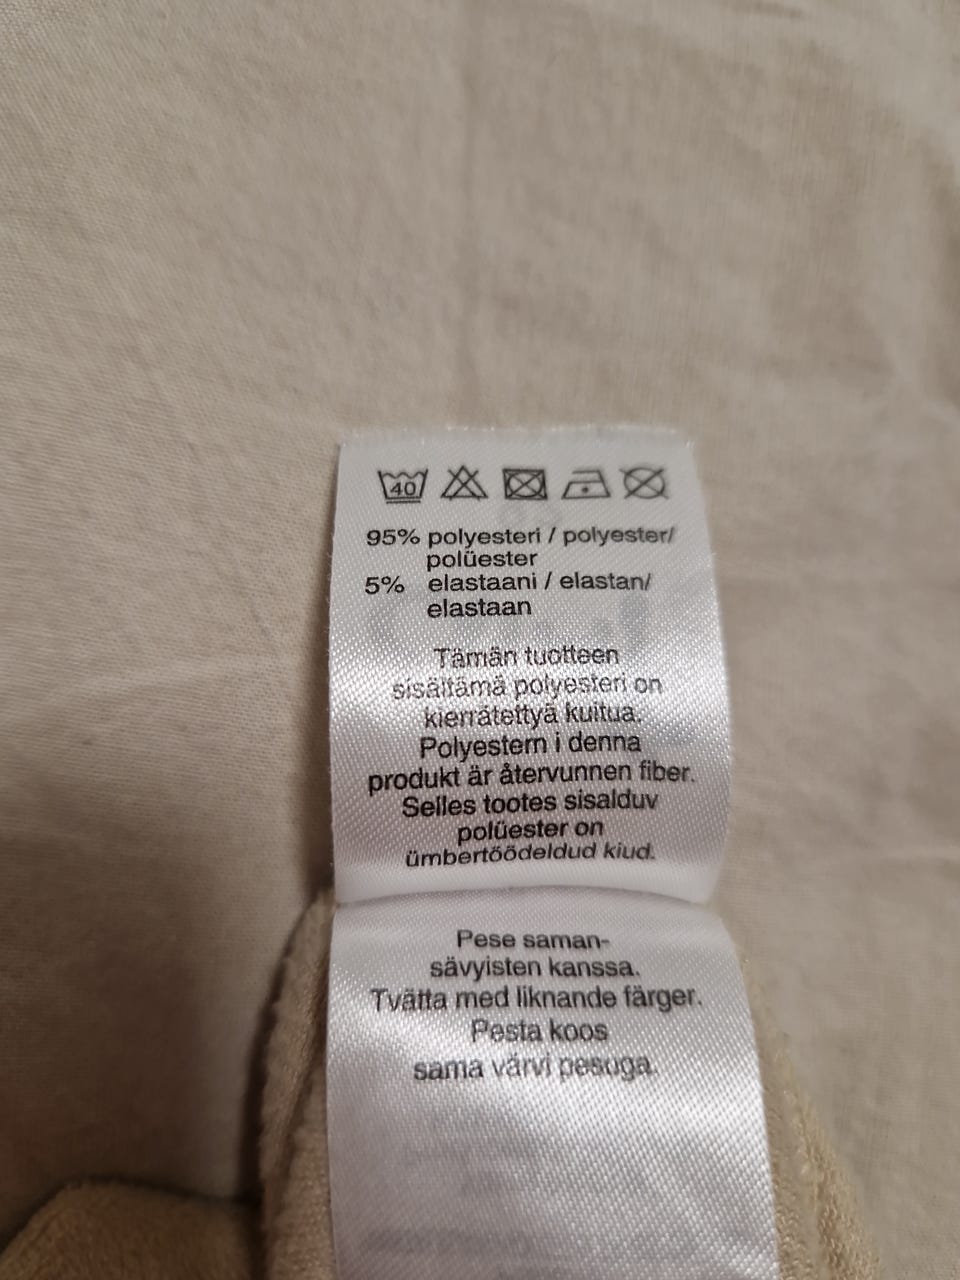 40
95% polyesteri / polyester/
polüester
5% elastaani / elastan/
elastaan
Tämän tuotteen
sisältämä polyesteri on
kierrätettyä kuitua.
Polyestern i denna
produkt är återvunnen fiber.
Selles tootes sisalduv
polüester on
ümbertöödeldud kiud.
Pese saman-
sävyisten kanssa.
Tvätta med liknande färger.
Pesta koos
sama värvi pesuga.